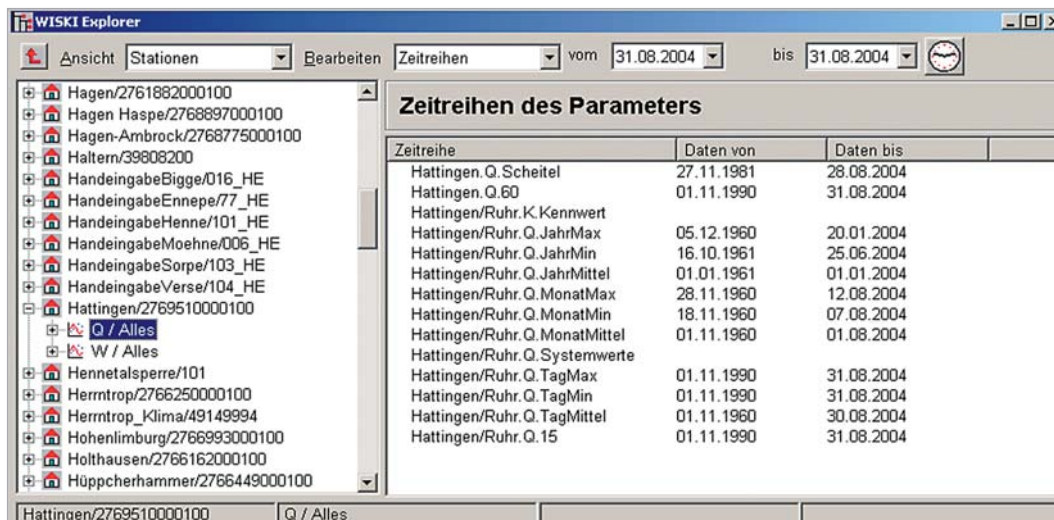 WISKI Explorer
Ansicht Stationen Bearbeiten Zeitreihen vom 31.08.2004 bis 31.08.2004
Hagen/2761882000100
Hagen Haspe/2768897000100
Hagen-Ambrock/2768775000100
Haltern/39808200
HandeingabeBigge/016_HE
HandeingabeEnnepe/77_HE
HandeingabeHenne/101_HE
HandeingabeMoehne/006_HE
HandeingabeSorpe/103_HE
HandeingabeVerse/104_HE
Hattingen/2769510000100
Q / Alles
W / Alles
Hennetalsperre/101
Herrntrop/2766250000100
Herrntrop_Klima/49149994
Hohenlimburg/2766993000100
Holthausen/2766162000100
Hüppcherhammer/2766449000100
Zeitreihen des Parameters
Zeitreihe Daten von Daten bis
Hattingen.Q.Scheitel 27.11.1981 28.08.2004
Hattingen.Q.60 01.11.1990 31.08.2004
Hattingen/Ruhr.K.Kennwert
Hattingen/Ruhr.Q.JahrMax 05.12.1960 20.01.2004
Hattingen/Ruhr.Q.JahrMin 16.10.1961 25.06.2004
Hattingen/Ruhr.Q.JahrMittel 01.01.1961 01.01.2004
Hattingen/Ruhr.Q.MonatMax 28.11.1960 12.08.2004
Hattingen/Ruhr.Q.MonatMin 18.11.1960 07.08.2004
Hattingen/Ruhr.Q.MonatMittel 01.11.1960 01.08.2004
Hattingen/Ruhr.Q.Systemwerte
Hattingen/Ruhr.Q.TagMax 01.11.1990 31.08.2004
Hattingen/Ruhr.Q.TagMin 01.11.1990 31.08.2004
Hattingen/Ruhr.Q.TagMittel 01.11.1960 30.08.2004
Hattingen/Ruhr.Q.15 01.11.1990 31.08.2004
Hattingen/2769510000100 Q / Alles